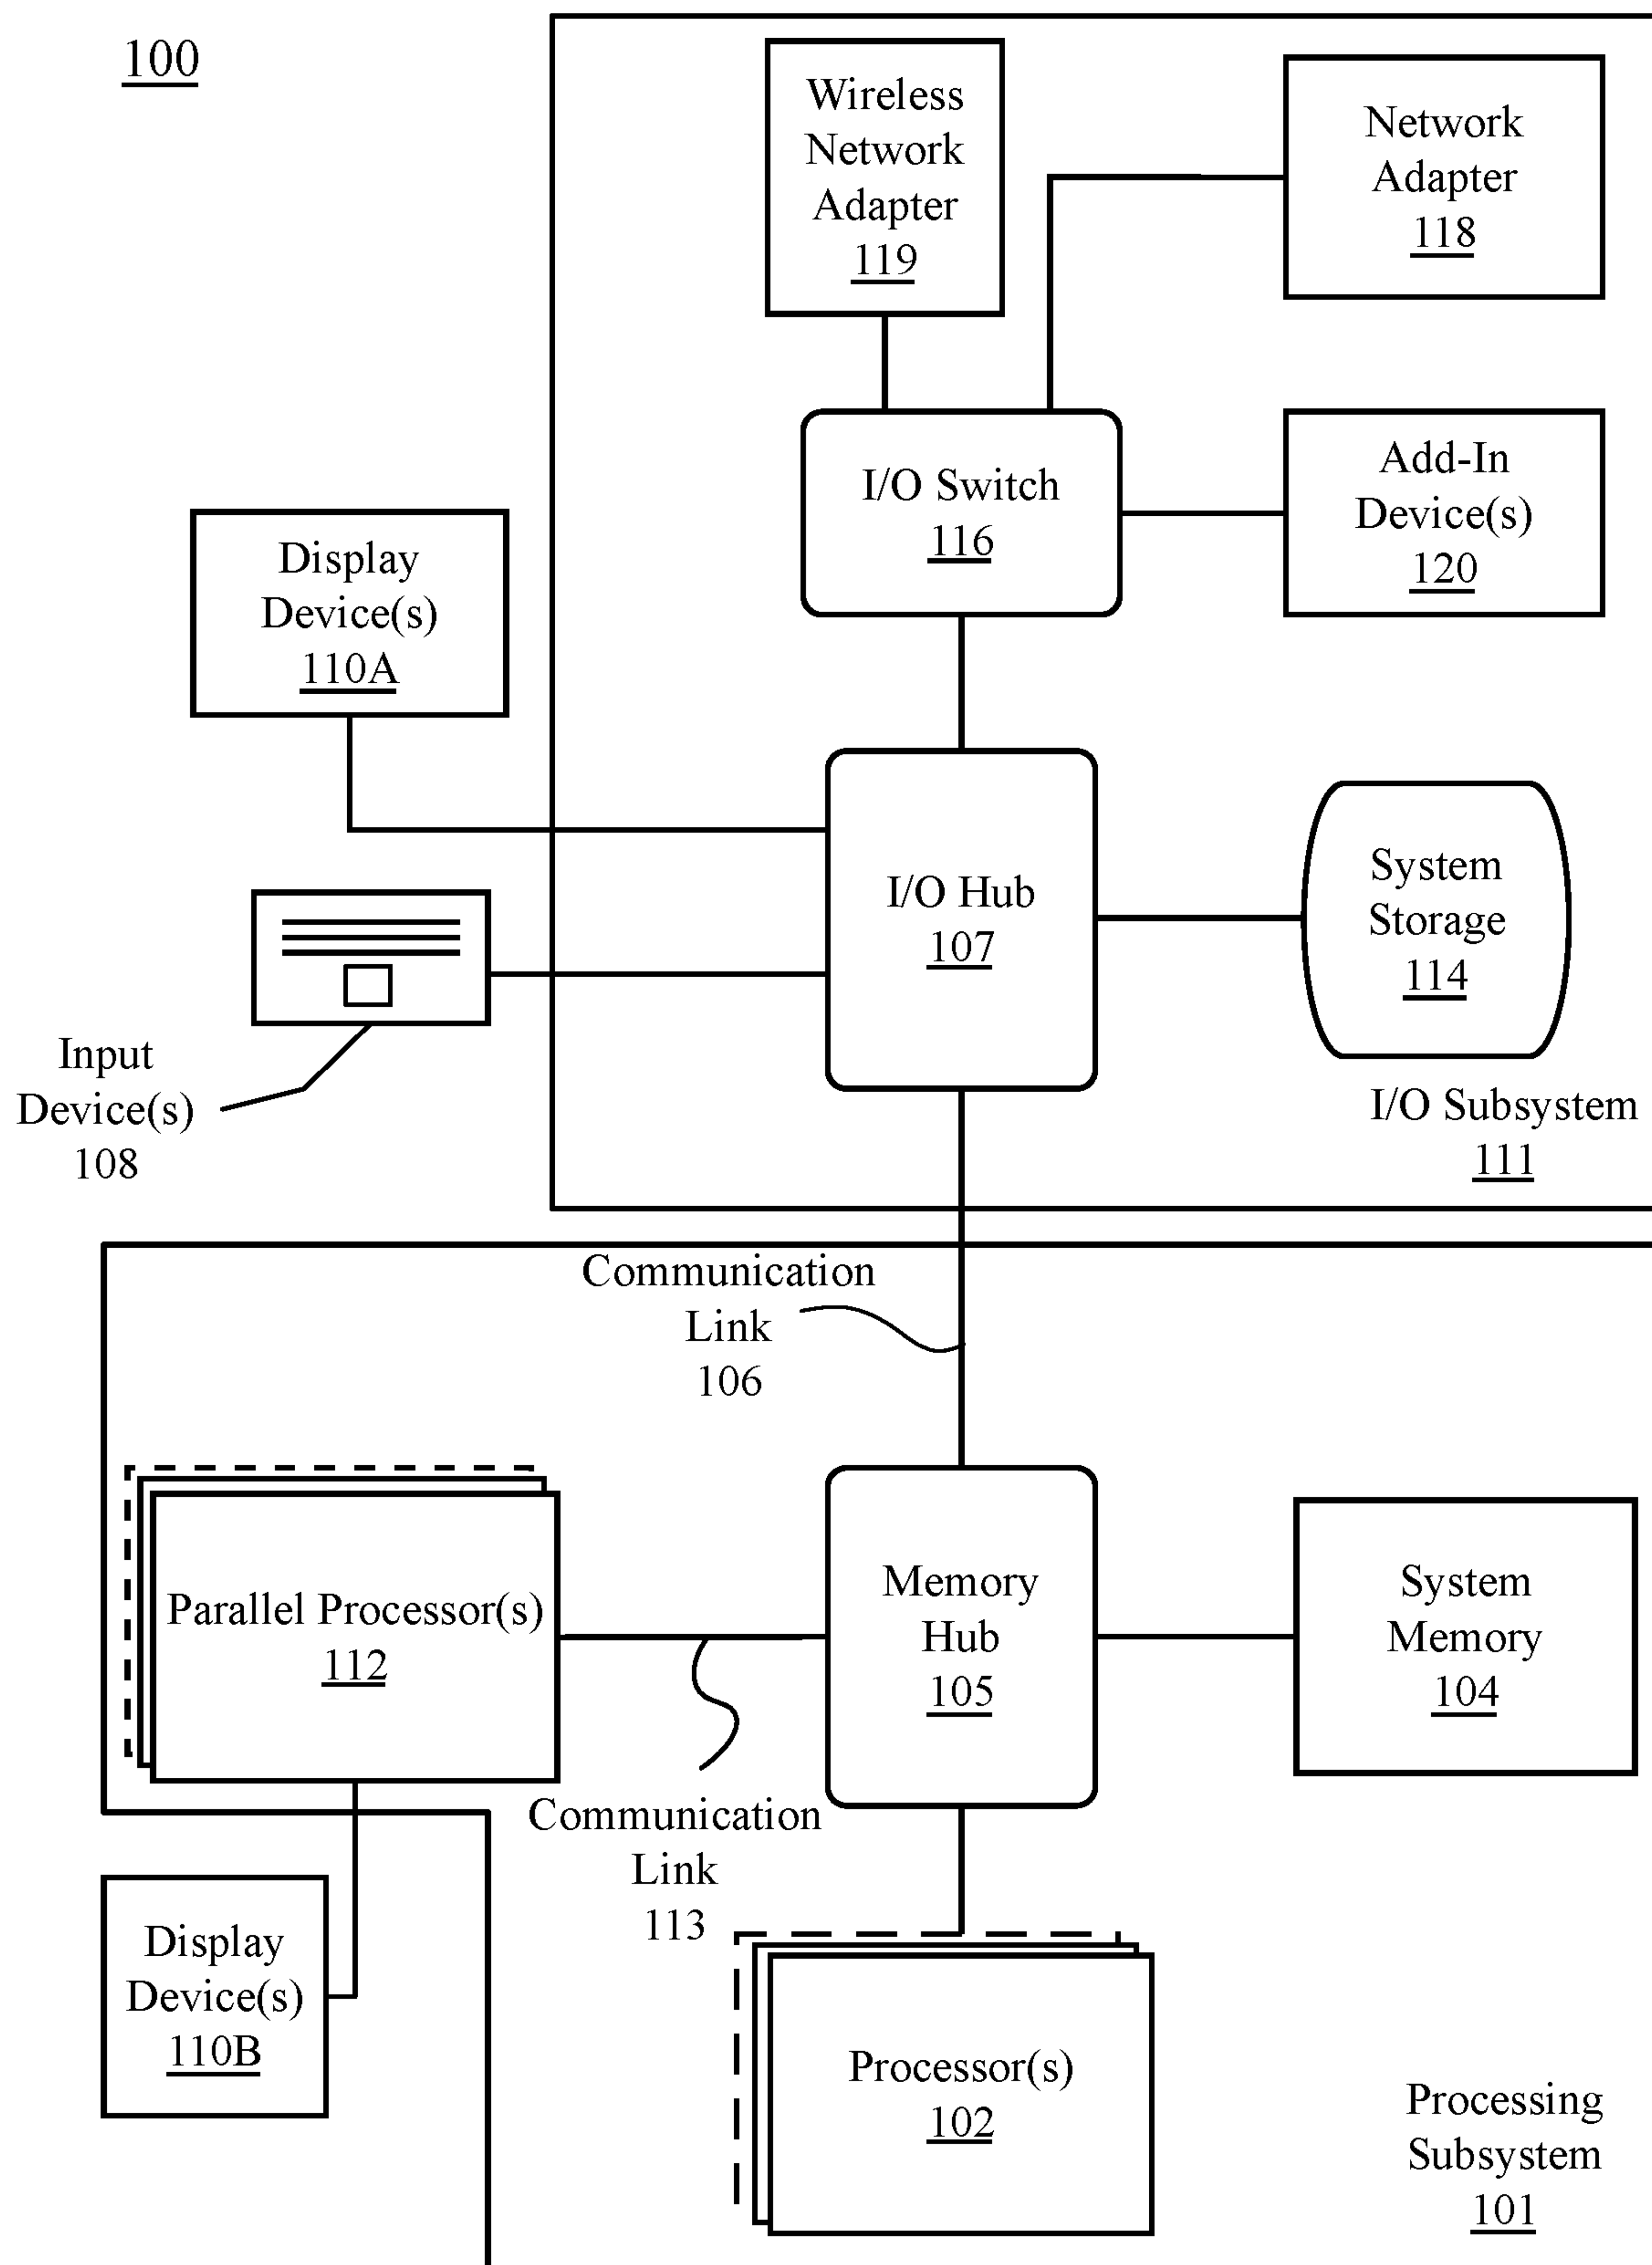 100
Wireless
Network
Adapter
119
Network
Adapter
118
I/O Switch
116
Add-In
Device(s)
120
Display
Device(s)
110A
I/O Hub
107
System
Storage
114
Input
Device(s)
108
I/O Subsystem
111
Communication
Link
106
Parallel Processor(s)
112
Memory
Hub
105
System
Memory
104
Communication
Link
113
Display
Device(s)
110B
Processor(s)
102
Processing
Subsystem
101